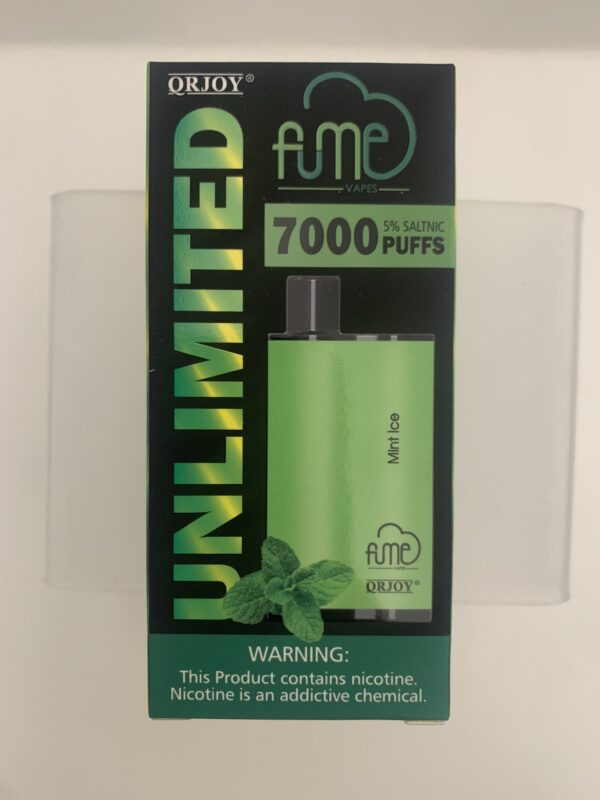 QRJOY®
fume
VAPES
UNLIMITED
7000 5% SALTNIC
PUFFS
Mint Ice
fume
VAPES
QRJOY®
WARNING:
This Product contains nicotine.
Nicotine is an addictive chemical.